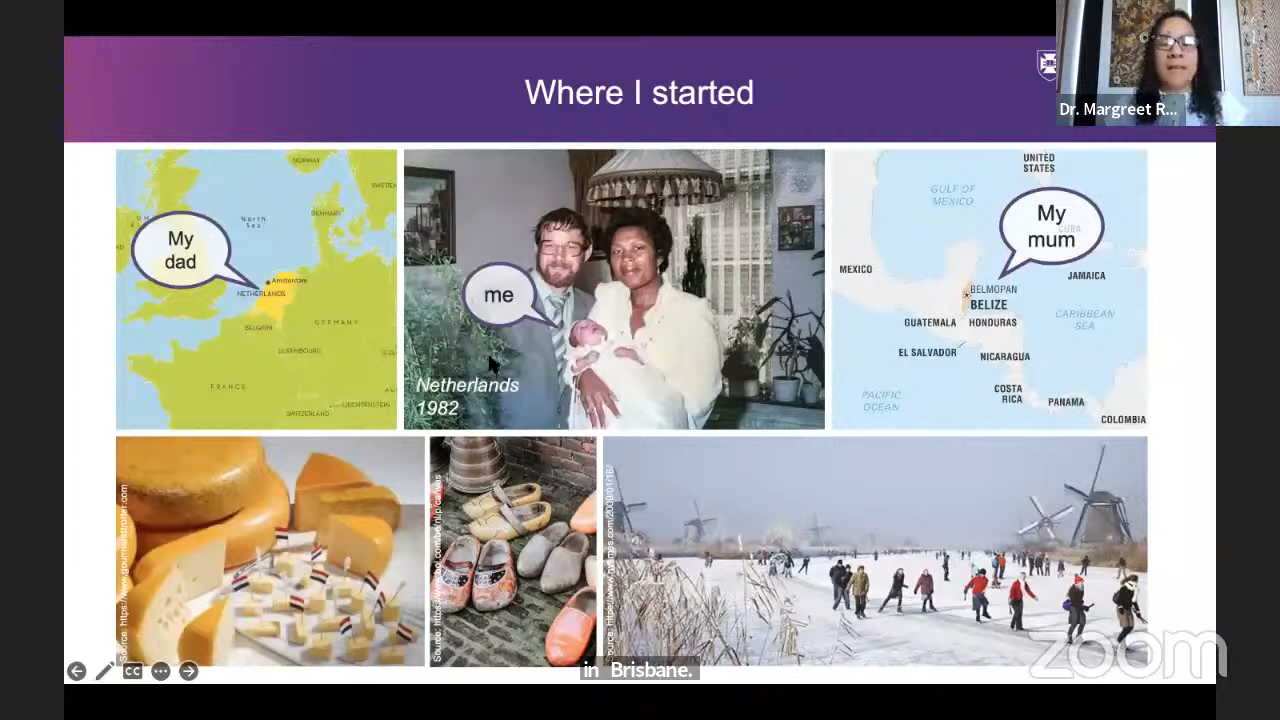 Where I started
Dr. Margreet R...
NORWAY
North
Sea
DENMARK
My
dad
Amsterdam
NETHERLANDS
BELGIUM
GERMANY
LUXEMBOURG
FRANCE
LIECHTENSTEIN
SWITZERLAND
me
Netherlands
1982
UNITED
STATES
GULF OF
MEXICO
My
mum
CUBA
MEXICO
JAMAICA
BELMOPAN
BELIZE
CARIBBEAN
SEA
GUATEMALA
HONDURAS
EL SALVADOR
NICARAGUA
COSTA
RICA
PACIFIC
OCEAN
PANAMA
COLOMBIA
in Brisbane.
CC
zoom